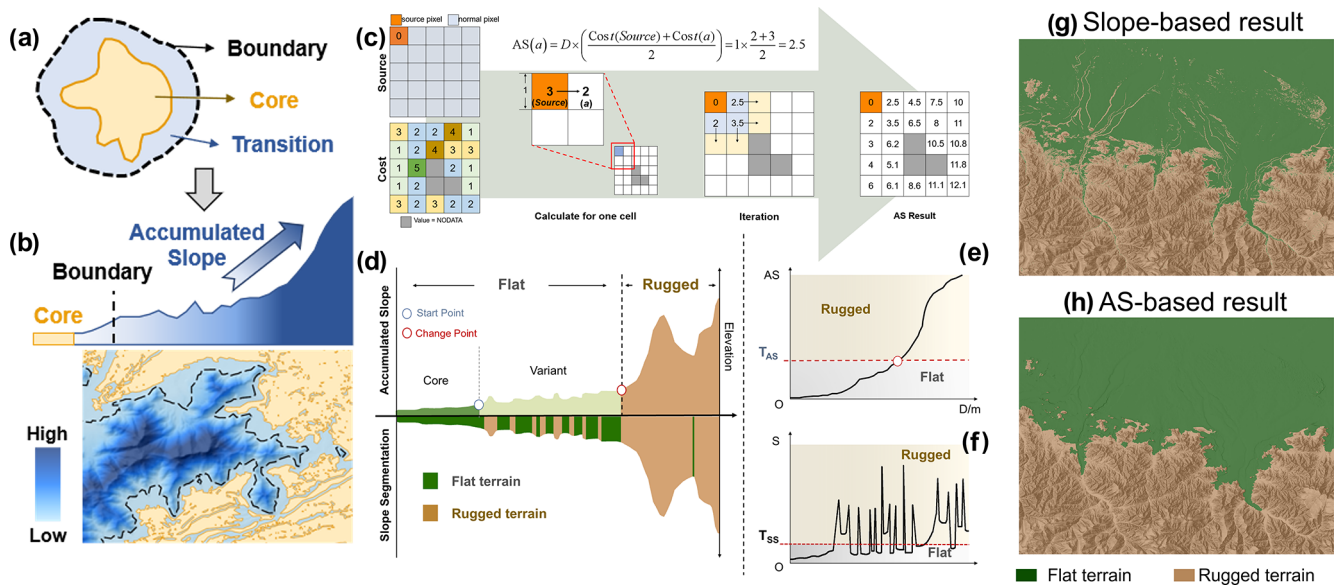 (a)
Boundary
Core
Transition
(b)
Accumulated
Slope
Boundary
Core
High
Low
(c)
source pixel
normal pixel
Source
0
AS(a) = D × ( Cost(Source) + Cost(a) / 2 ) = 1 × 2 + 3 / 2 = 2.5
1
3 2
(Source) (a)
Cost
3 2 2 4 1
1 2 4 3 3
1 5 2 1
1 2 1
3 2 3 2 2
Value = NODATA
Calculate for one cell
0 2.5
2 3.5
Iteration
0 2.5 4.5 7.5 10
2 3.5 6.5 8 11
3 6.2 10.5 10.8
4 5.1 11.8
6 6.1 8.6 11.1 12.1
AS Result
(d)
Flat
Rugged
Start Point
Change Point
Accumulated Slope
Elevation
Core
Variant
Slope Segmentation
Flat terrain
Rugged terrain
(e)
AS
Rugged
TAS
Flat
O
D/m
(f)
S
Rugged
TSS
Flat
O
(g) Slope-based result
(h) AS-based result
Flat terrain
Rugged terrain